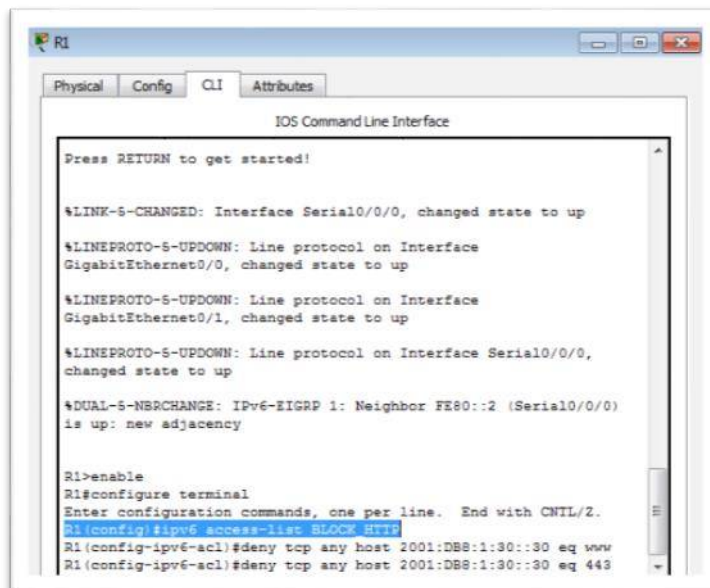 R1
Physical Config CLI Attributes
IOS Command Line Interface
Press RETURN to get started!
%LINK-5-CHANGED: Interface Serial0/0/0, changed state to up
%LINEPROTO-5-UPDOWN: Line protocol on Interface
GigabitEthernet0/0, changed state to up
%LINEPROTO-5-UPDOWN: Line protocol on Interface
GigabitEthernet0/1, changed state to up
%LINEPROTO-5-UPDOWN: Line protocol on Interface Serial0/0/0,
changed state to up
%DUAL-5-NBRCHANGE: IPv6-EIGRP 1: Neighbor FE80::2 (Serial0/0/0)
is up: new adjacency
R1>enable
R1#configure terminal
Enter configuration commands, one per line. End with CNTL/Z.
R1(config)#ipv6 access-list BLOCK_HTTP
R1(config-ipv6-acl)#deny tcp any host 2001:DB8:1:30::30 eq www
R1(config-ipv6-acl)#deny tcp any host 2001:DB8:1:30::30 eq 443